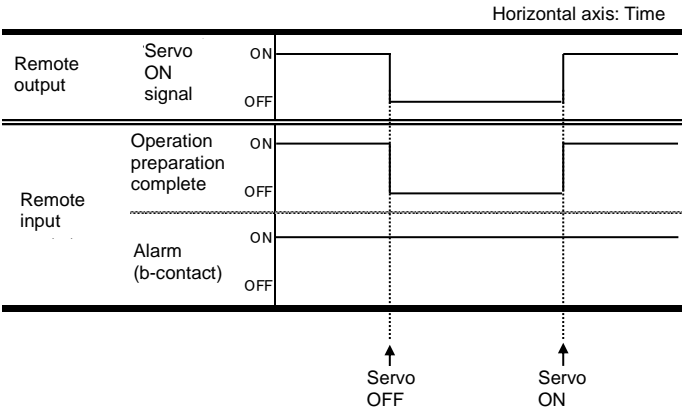 Horizontal axis: Time
Remote
output
Servo
ON
signal
ON
OFF
Remote
input
Operation
preparation
complete
ON
OFF
Alarm
(b-contact)
ON
OFF
Servo
OFF
Servo
ON